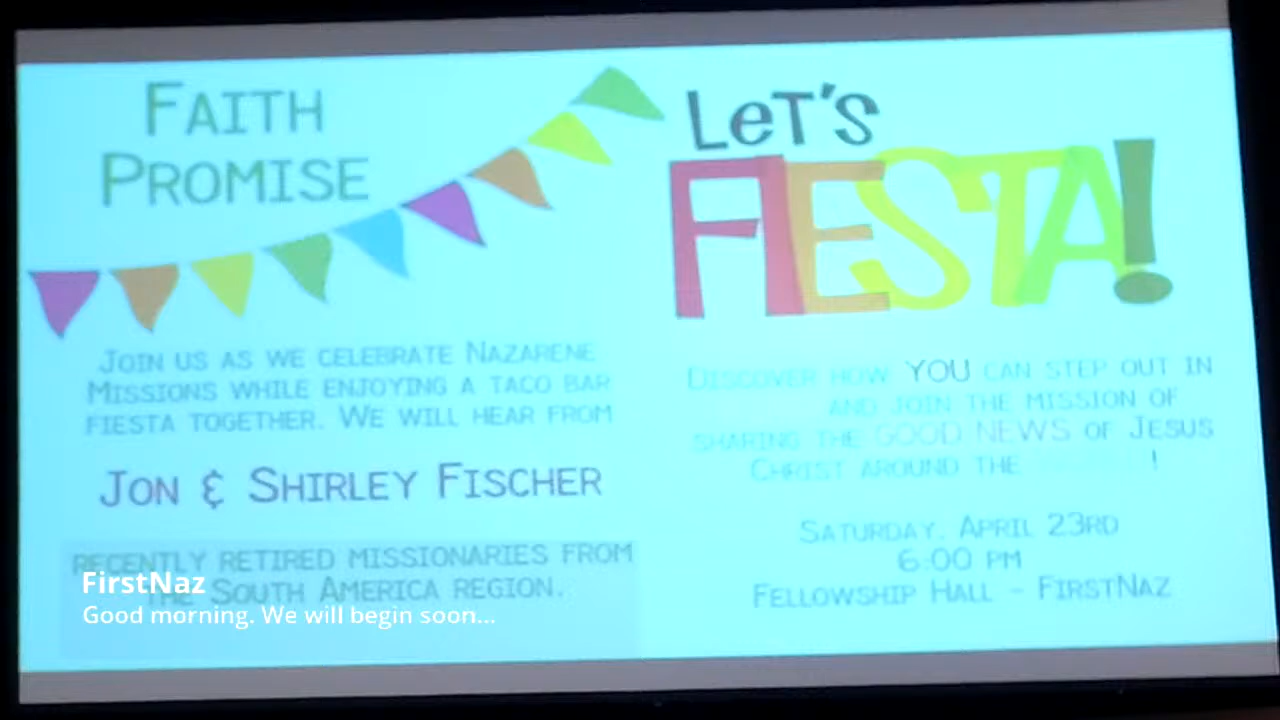 FAITH
PROMISE
JOIN US AS WE CELEBRATE NAZARENE
MISSIONS WHILE ENJOYING A TACO BAR
FIESTA TOGETHER. WE WILL HEAR FROM
JON & SHIRLEY FISCHER
RECENTLY RETIRED MISSIONARIES FROM
THE SOUTH AMERICA REGION.
FirstNaz
Good morning. We will begin soon...
LeT's
FIESTA!
DISCOVER HOW YOU CAN STEP OUT IN
AND JOIN THE MISSION OF
SHARING THE GOOD NEWS OF JESUS
CHRIST AROUND THE !
SATURDAY, APRIL 23RD
6:00 PM
FELLOWSHIP HALL - FIRSTNAZ